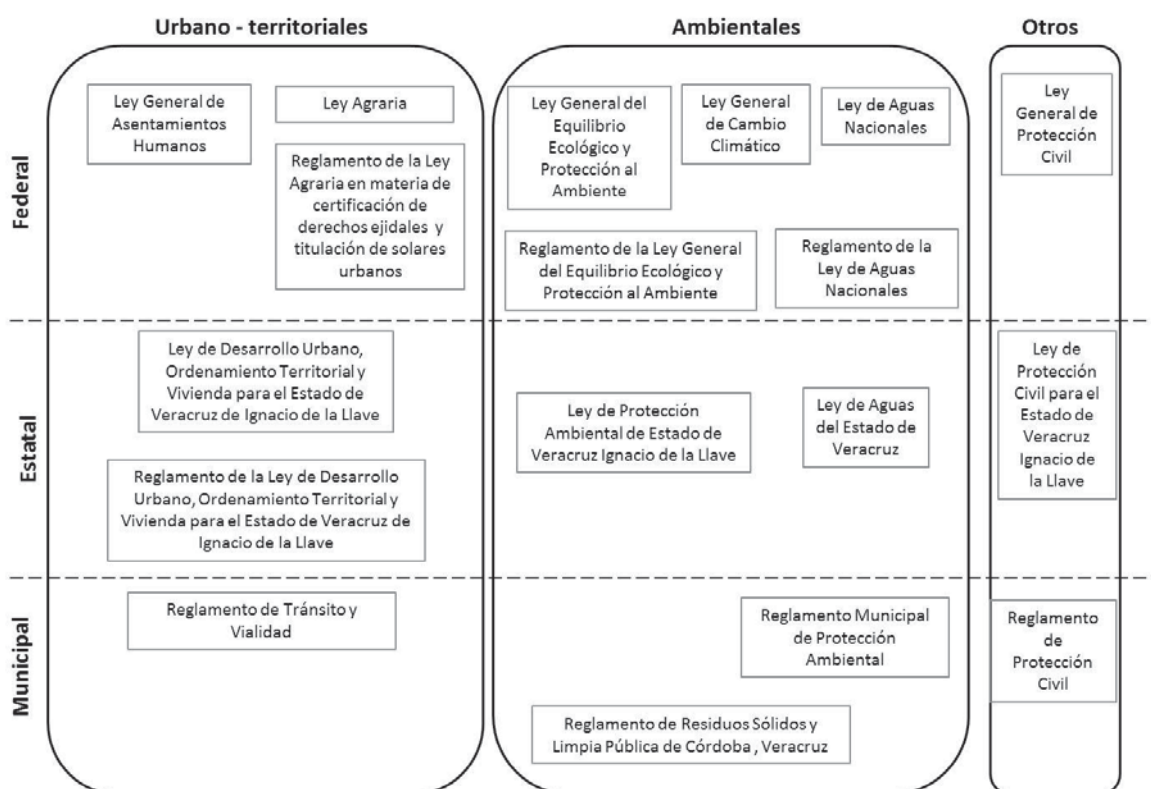 Urbano - territoriales
Ambientales
Otros
Federal
Ley General de
Asentamientos
Humanos
Ley Agraria
Reglamento de la Ley
Agraria en materia de
certificación de
derechos ejidales y
titulación de solares
urbanos
Ley General del
Equilibrio
Ecológico y
Protección al
Ambiente
Ley General
de Cambio
Climático
Ley de Aguas
Nacionales
Reglamento de la Ley General
del Equilibrio Ecológico y
Protección al Ambiente
Reglamento de la
Ley de Aguas
Nacionales
Ley
General de
Protección
Civil
Estatal
Ley de Desarrollo Urbano,
Ordenamiento Territorial y
Vivienda para el Estado de
Veracruz de Ignacio de la Llave
Reglamento de la Ley de Desarrollo
Urbano, Ordenamiento Territorial y
Vivienda para el Estado de Veracruz de
Ignacio de la Llave
Ley de Protección
Ambiental de Estado de
Veracruz Ignacio de la Llave
Ley de Aguas
del Estado de
Veracruz
Ley de
Protección
Civil para el
Estado de
Veracruz
Ignacio de
la Llave
Municipal
Reglamento de Tránsito y
Vialidad
Reglamento Municipal
de Protección
Ambiental
Reglamento de Residuos Sólidos y
Limpia Pública de Córdoba , Veracruz
Reglamento
de
Protección
Civil